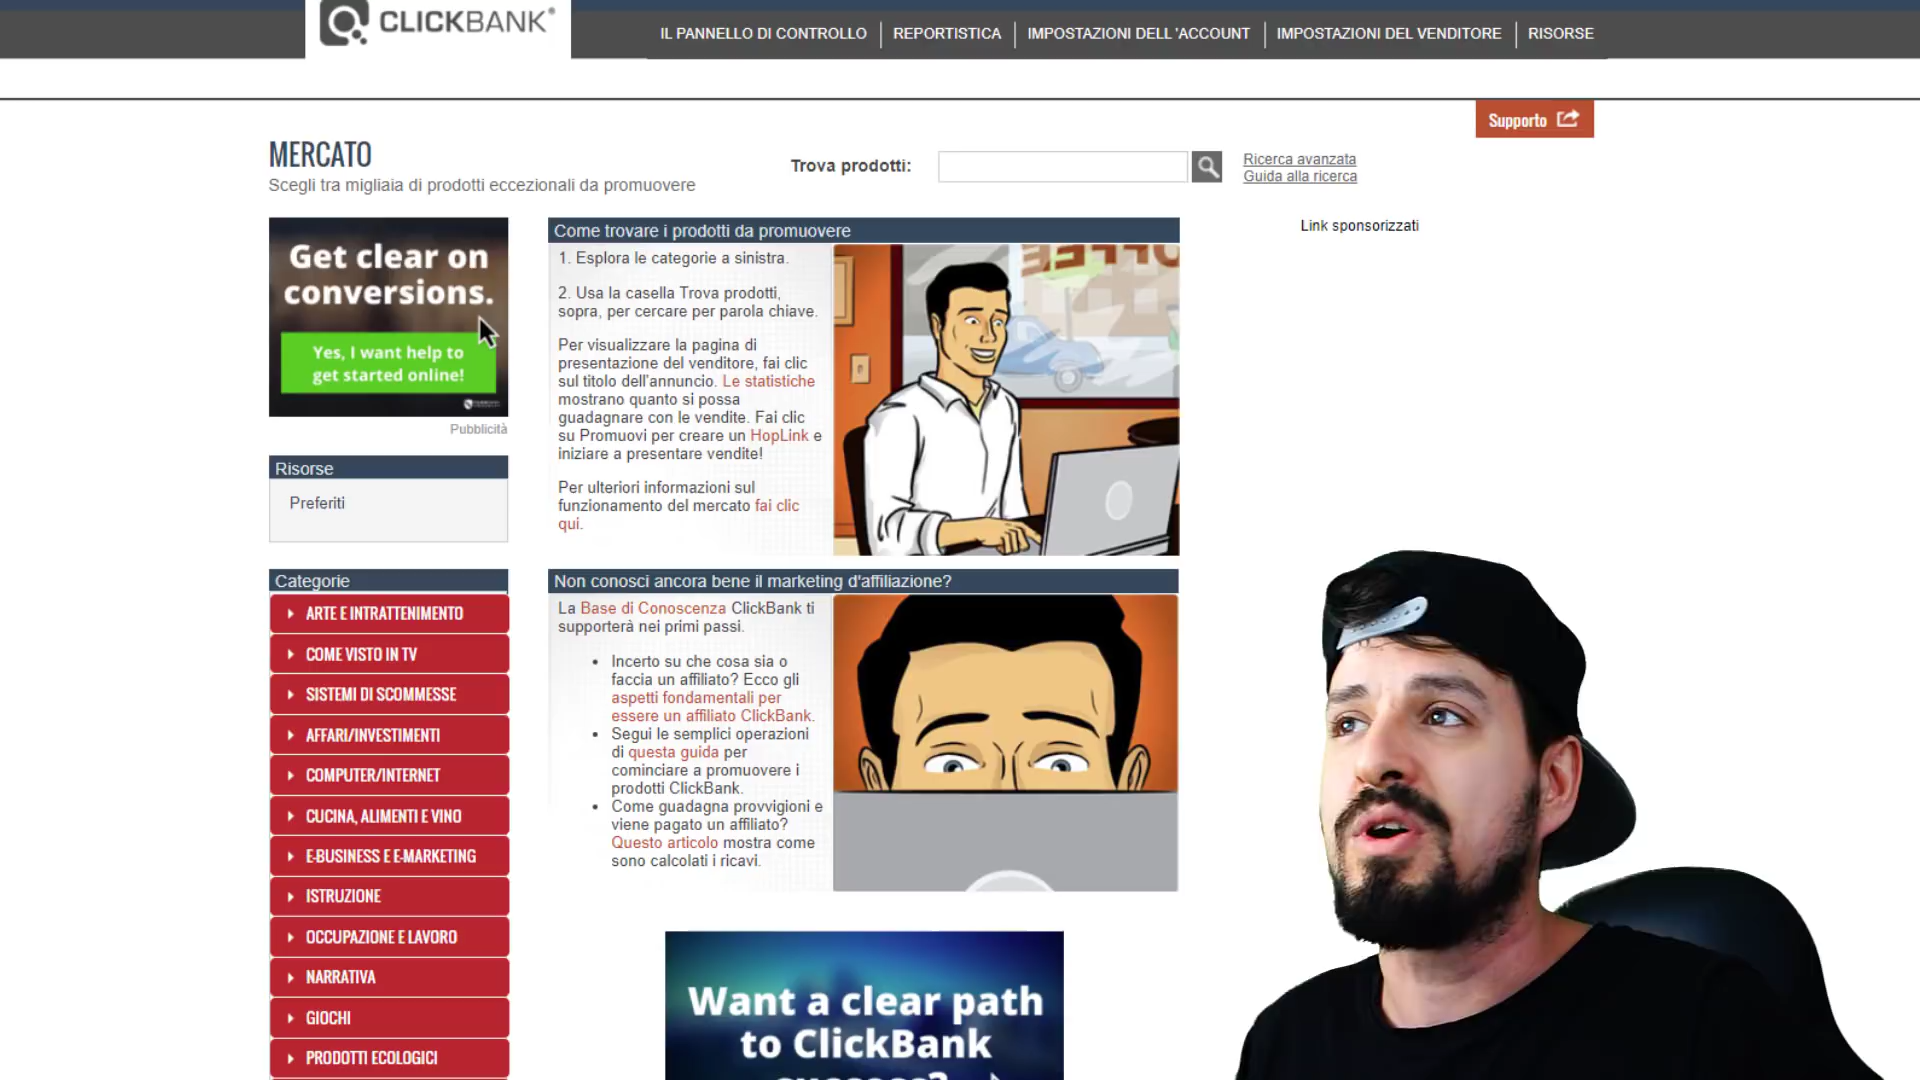 CLICKBANK®
IL PANNELLO DI CONTROLLO
REPORTISTICA
IMPOSTAZIONI DELL 'ACCOUNT
IMPOSTAZIONI DEL VENDITORE
RISORSE
Supporto
MERCATO
Scegli tra migliaia di prodotti eccezionali da promuovere
Trova prodotti:
Ricerca avanzata
Guida alla ricerca
Get clear on
conversions.
Yes, I want help to
get started online!
Pubblicità
Risorse
Preferiti
Categorie
ARTE E INTRATTENIMENTO
COME VISTO IN TV
SISTEMI DI SCOMMESSE
AFFARI/INVESTIMENTI
COMPUTER/INTERNET
CUCINA, ALIMENTI E VINO
E-BUSINESS E E-MARKETING
ISTRUZIONE
OCCUPAZIONE E LAVORO
NARRATIVA
GIOCHI
PRODOTTI ECOLOGICI
Come trovare i prodotti da promuovere
1. Esplora le categorie a sinistra.
2. Usa la casella Trova prodotti,
sopra, per cercare per parola chiave.
Per visualizzare la pagina di
presentazione del venditore, fai clic
sul titolo dell'annuncio. Le statistiche
mostrano quanto si possa
guadagnare con le vendite. Fai clic
su Promuovi per creare un HopLink e
iniziare a presentare vendite!
Per ulteriori informazioni sul
funzionamento del mercato fai clic
qui.
Non conosci ancora bene il marketing d'affiliazione?
La Base di Conoscenza ClickBank ti
supporterà nei primi passi.
• Incerto su che cosa sia o
faccia un affiliato? Ecco gli
aspetti fondamentali per
essere un affiliato ClickBank.
• Segui le semplici operazioni
di questa guida per
cominciare a promuovere i
prodotti ClickBank.
• Come guadagna provvigioni e
viene pagato un affiliato?
Questo articolo mostra come
sono calcolati i ricavi.
Want a clear path
to ClickBank
success?
Link sponsorizzati